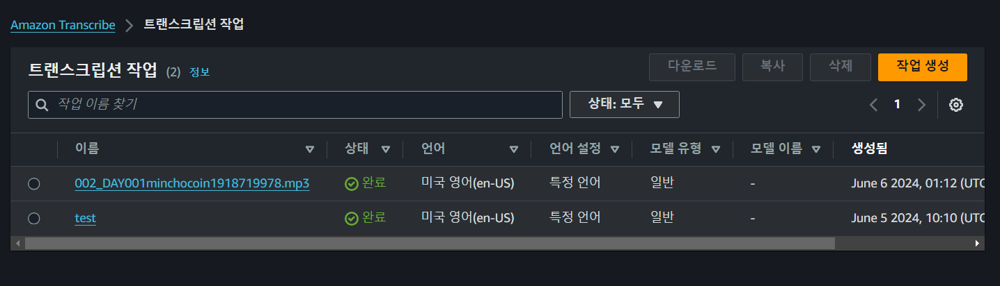 Amazon Transcribe > 트랜스크립션 작업
트랜스크립션 작업 (2) 정보
다운로드 복사 삭제 작업 생성
작업 이름 찾기 상태: 모두 1
이름 상태 언어 언어 설정 모델 유형 모델 이름 생성됨
002_DAY001minchocoin1918719978.mp3 완료 미국 영어(en-US) 특정 언어 일반 - June 6 2024, 01:12 (UTC
test 완료 미국 영어(en-US) 특정 언어 일반 - June 5 2024, 10:10 (UTC